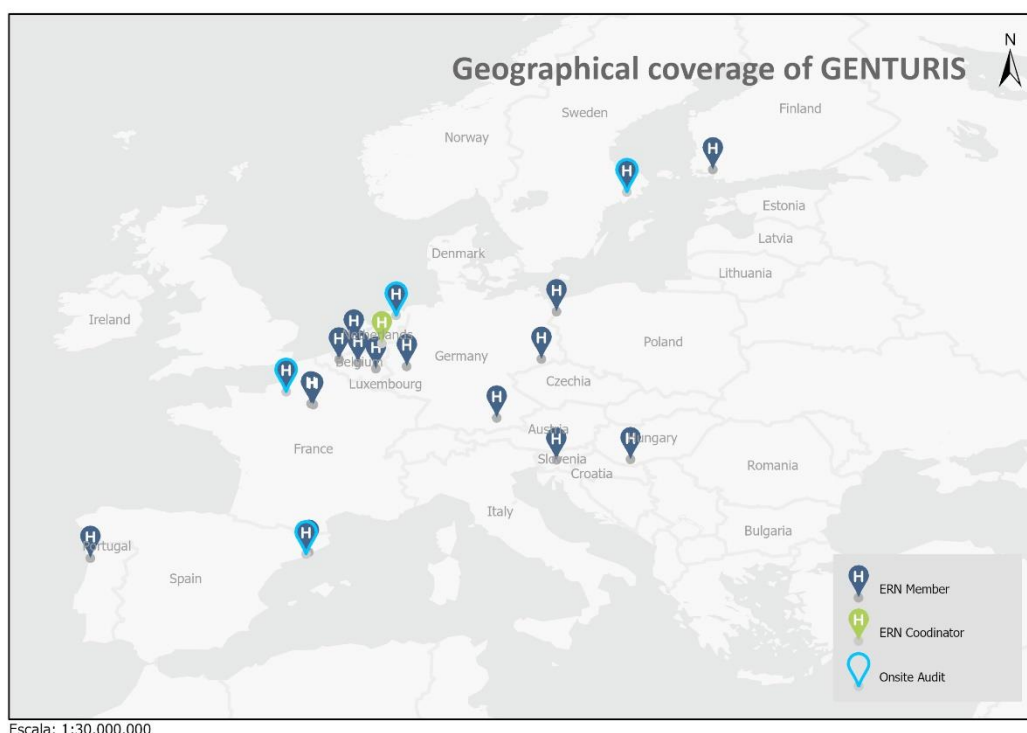 Geographical coverage of GENTURIS
N
Finland
Sweden
Norway
Estonia
Latvia
Denmark
Lithuania
Ireland
Netherlands
Poland
Germany
Belgium
Luxembourg
Czechia
Austria
Hungary
France
Slovenia
Romania
Croatia
Italy
Bulgaria
Portugal
Spain
H
ERN Member
H
ERN Coodinator
Onsite Audit
Escala: 1:30.000.000